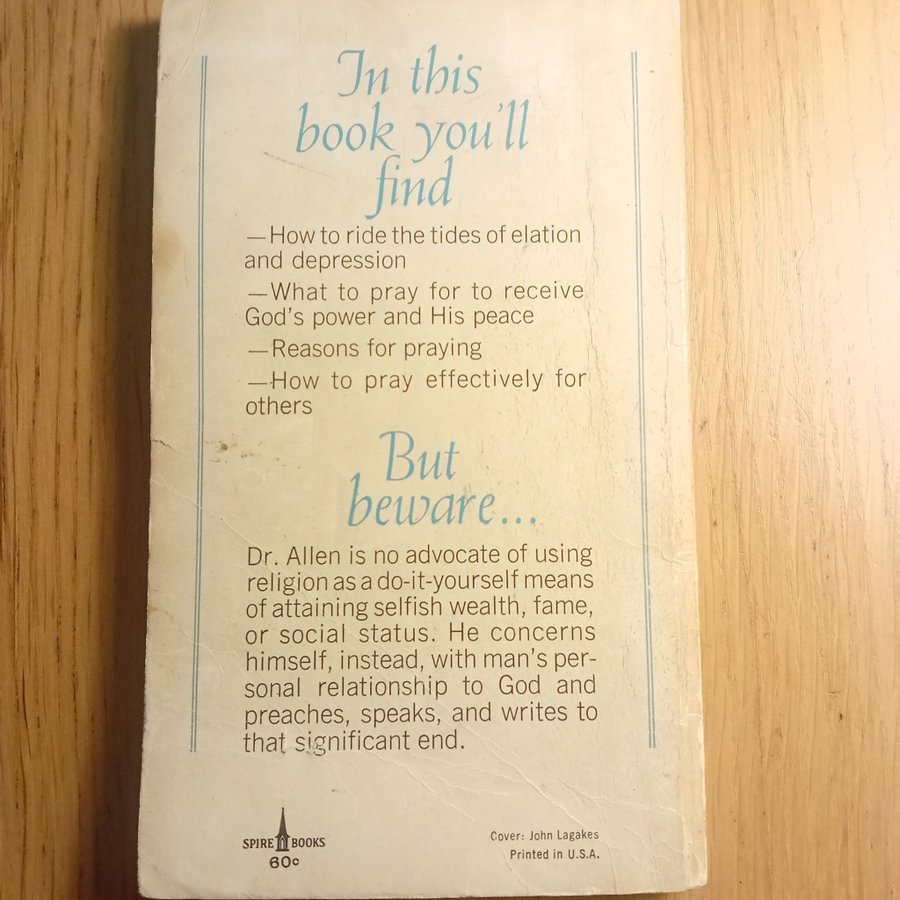 In this
book you'll
find
—How to ride the tides of elation
and depression
—What to pray for to receive
God's power and His peace
—Reasons for praying
—How to pray effectively for
others
But
beware...
Dr. Allen is no advocate of using
religion as a do-it-yourself means
of attaining selfish wealth, fame,
or social status. He concerns
himself, instead, with man's per-
sonal relationship to God and
preaches, speaks, and writes to
that significant end.
SPIRE BOOKS
60c
Cover: John Lagakes
Printed in U.S.A.